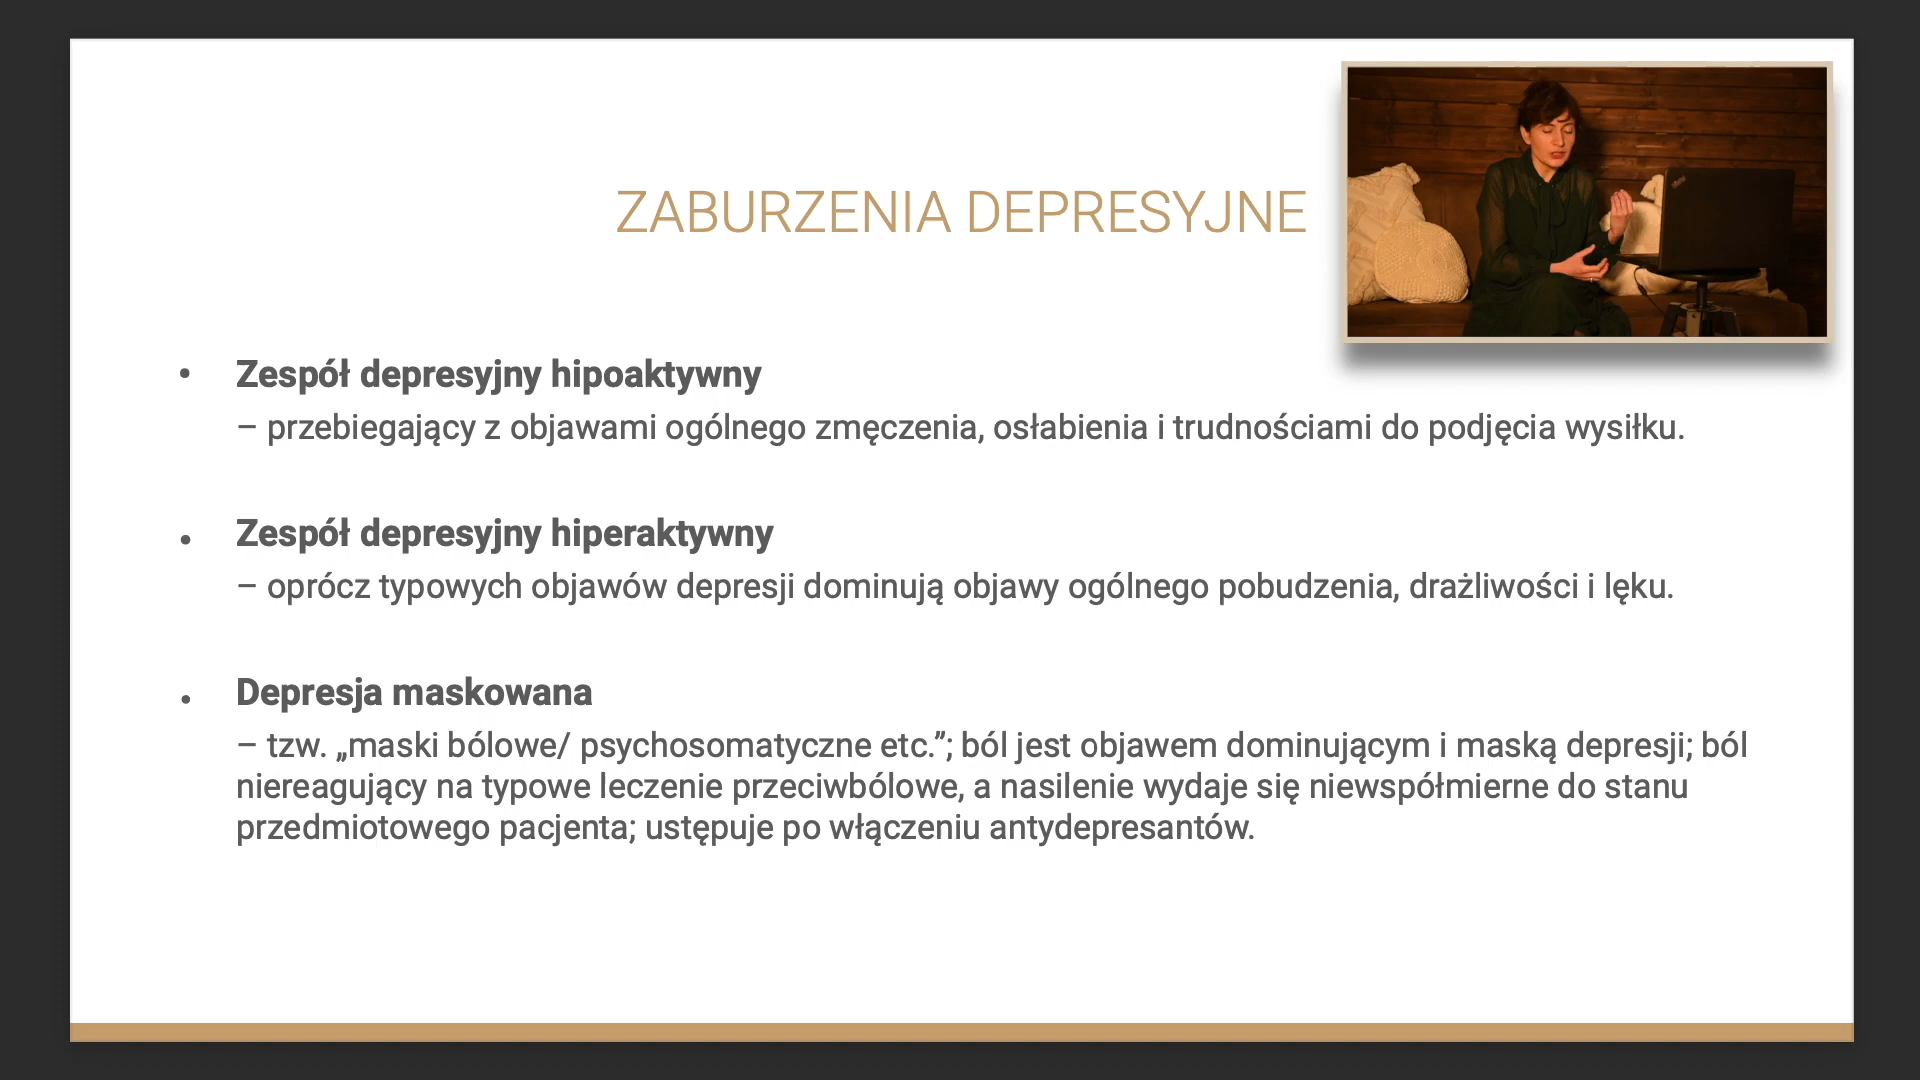 ZABURZENIA DEPRESYJNE
• Zespół depresyjny hipoaktywny
– przebiegający z objawami ogólnego zmęczenia, osłabienia i trudnościami do podjęcia wysiłku.
• Zespół depresyjny hiperaktywny
– oprócz typowych objawów depresji dominują objawy ogólnego pobudzenia, drażliwości i lęku.
• Depresja maskowana
– tzw. „maski bólowe/ psychosomatyczne etc.”; ból jest objawem dominującym i maską depresji; ból
niereagujący na typowe leczenie przeciwbólowe, a nasilenie wydaje się niewspółmierne do stanu
przedmiotowego pacjenta; ustępuje po włączeniu antydepresantów.